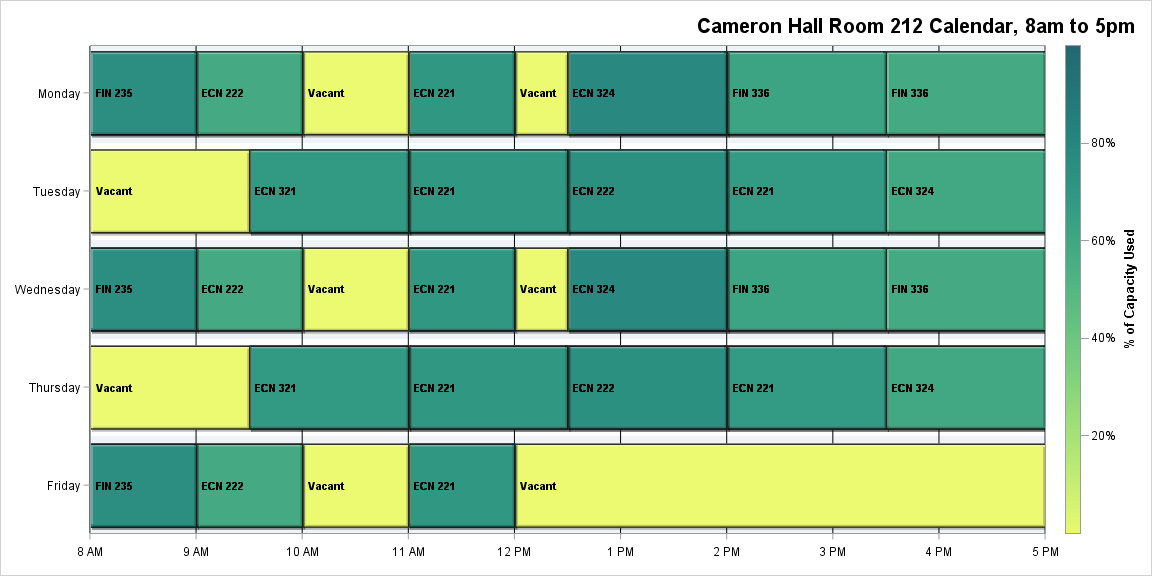 Cameron Hall Room 212 Calendar, 8am to 5pm
Monday FIN 235 ECN 222 Vacant ECN 221 Vacant ECN 324 FIN 336 FIN 336
Tuesday Vacant ECN 321 ECN 221 ECN 222 ECN 221 ECN 324
Wednesday FIN 235 ECN 222 Vacant ECN 221 Vacant ECN 324 FIN 336 FIN 336
Thursday Vacant ECN 321 ECN 221 ECN 222 ECN 221 ECN 324
Friday FIN 235 ECN 222 Vacant ECN 221 Vacant
8 AM 9 AM 10 AM 11 AM 12 PM 1 PM 2 PM 3 PM 4 PM 5 PM
80%
60%
40%
20%
% of Capacity Used